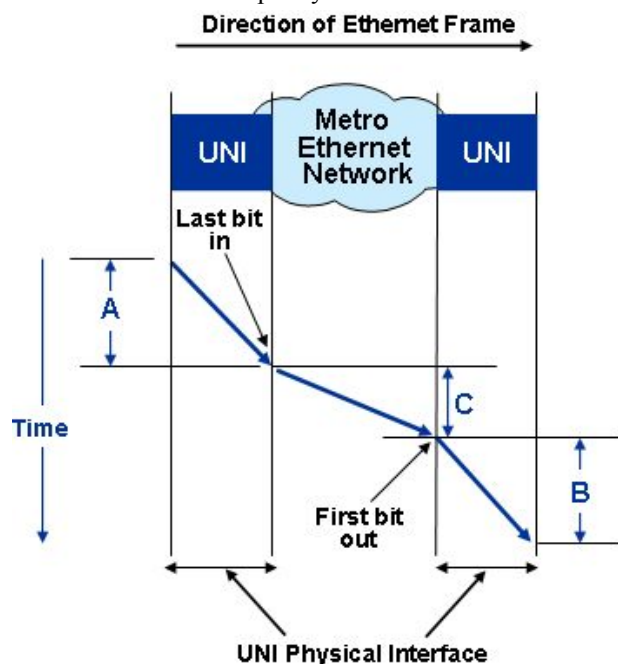 Direction of Ethernet Frame
UNI
Metro
Ethernet
Network
UNI
Last bit
in
A
C
Time
B
First bit
out
UNI Physical Interface